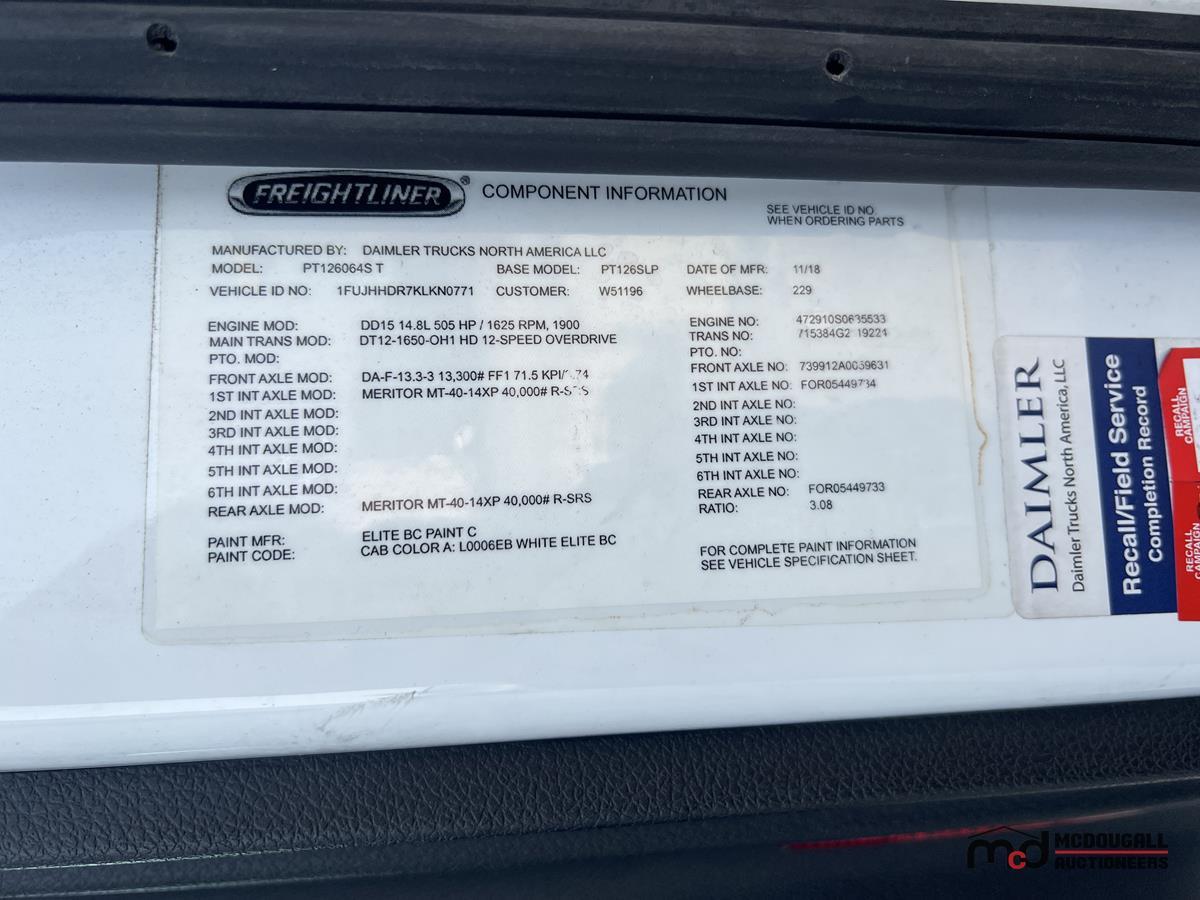 FREIGHTLINER® COMPONENT INFORMATION
SEE VEHICLE ID NO.
WHEN ORDERING PARTS
MANUFACTURED BY: DAIMLER TRUCKS NORTH AMERICA LLC
MODEL: PT126064S T BASE MODEL: PT126SLP DATE OF MFR: 11/18
VEHICLE ID NO: 1FUJHHDR7KLKN0771 CUSTOMER: W51196 WHEELBASE: 229
ENGINE MOD: DD15 14.8L 505 HP / 1625 RPM, 1900 ENGINE NO:
MAIN TRANS MOD: DT12-1650-OH1 HD 12-SPEED OVERDRIVE TRANS NO:
PTO. MOD: PTO. NO:
FRONT AXLE MOD: DA-F-13.3-3 13,300# FF1 71.5 FRONT AXLE NO:
1ST INT AXLE MOD: MERITOR MT-40-14XP 40,000# 1ST INT AXLE NO:
2ND INT AXLE MOD: 2ND INT AXLE NO:
3RD INT AXLE MOD: 3RD INT AXLE NO:
4TH INT AXLE MOD: 4TH INT AXLE NO:
5TH INT AXLE MOD: 5TH INT AXLE NO:
6TH INT AXLE MOD: 6TH INT AXLE NO:
REAR AXLE MOD: MERITOR MT-40-14XP 40,000# R-SRS REAR AXLE NO: FOR05449733
RATIO: 3.08
PAINT MFR: ELITE BC PAINT C
PAINT CODE: CAB COLOR A: L0006EB WHITE ELITE BC
FOR COMPLETE PAINT INFORMATION
SEE VEHICLE SPECIFICATION SHEET.
DAIMLER
Daimler Trucks North America, LLC
Recall/Field Service
Completion Record
RECALL
CAMPAIGN
RECALL
CAMPAIGN
mcd MCDOUGALL
AUCTIONEERS